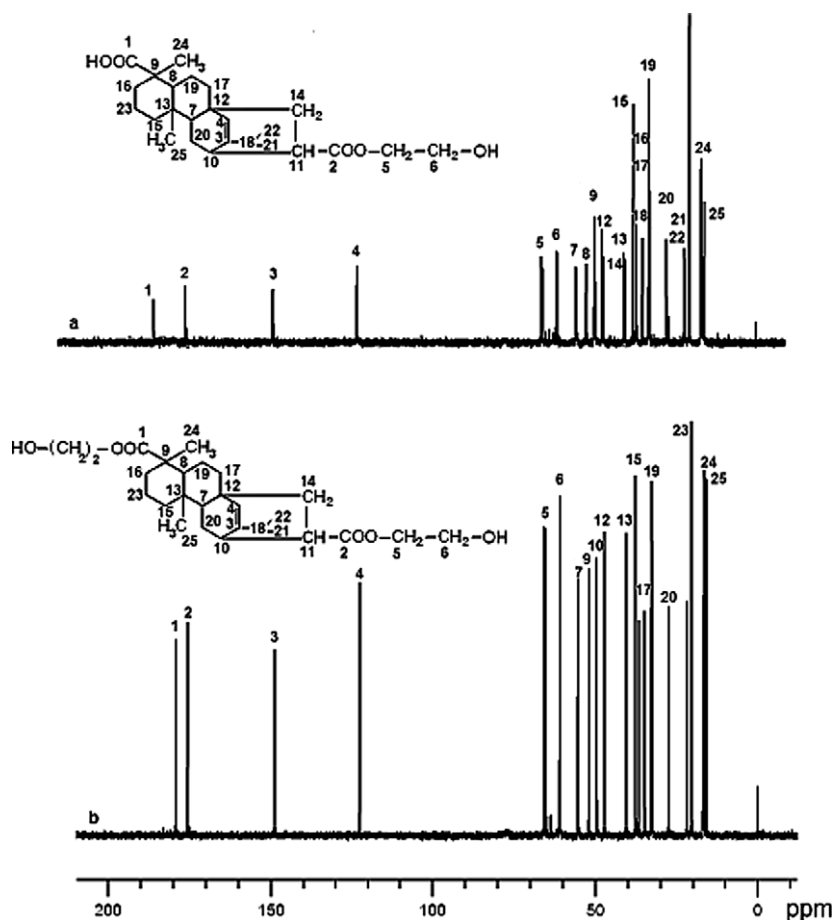 1 24
HOOC 9 CH3
16 8 17
19 14
23 12 CH2
13 7 4
15 20 3 22
H3C 18 21 CH—COO—CH2—CH2—OH
25 10 11 2 5 6
1 2 3 4 5 6 7 8 9 12 14 13 15 16 17 18 19 20 21 22 24 25
a
1 24
HO—(CH2)2—OOC 9 CH3
16 8 17
19 14
23 12 CH2
13 7 4
15 20 3 22
H3C 18 21 CH—COO—CH2—CH2—OH
25 10 11 2 5 6
1 2 3 4 5 6 7 9 10 12 13 15 17 19 20 23 24 25
b
200 150 100 50 0 ppm